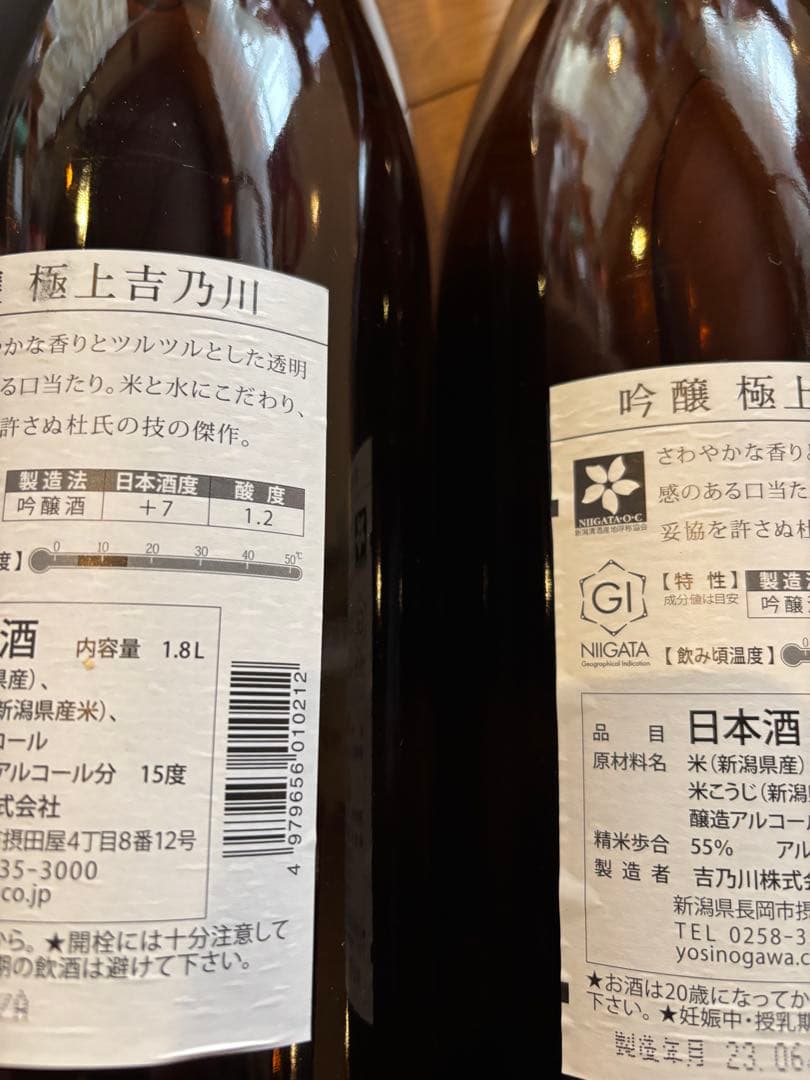 極上吉乃川
かな香りとツルツルとした透明
る口当たり。米と水にこだわり、
許さぬ杜氏の技の傑作。
製造法 日本酒度 酸度
吟醸酒 +7 1.2
度】 0 10 20 30 40 50℃
酒 内容量 1.8L
県産)、
新潟県産米)、
コール
アルコール分 15度
式会社
摂田屋4丁目8番12号
35-3000
co.jp
4 979656 010212
から。★開栓には十分注意して
期の飲酒は避けて下さい。
吟醸 極上
さわやかな香り
感のある口当た
妥協を許さぬ杜
NIIGATA・O・C
新潟清酒産地呼称協会
GI
NIIGATA
Geographical Indication
【特性】 製造法
成分値は目安 吟醸
【飲み頃温度】 0
品目 日本酒
原材料名 米(新潟県産)
米こうじ(新潟
醸造アルコール
精米歩合 55% アル
製造者 吉乃川株式会
新潟県長岡市摂
TEL 0258-3
yosinogawa.c
★お酒は20歳になってか
下さい。★妊娠中・授乳期
製造年月 23.06